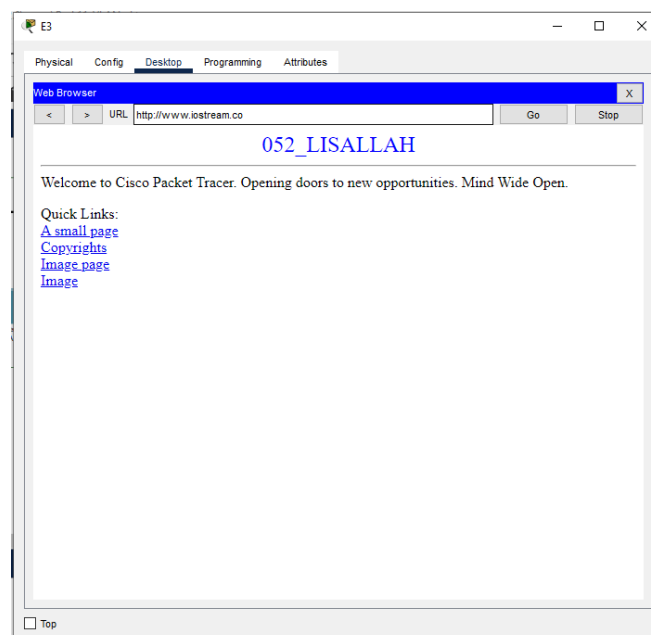 E3
Physical Config Desktop Programming Attributes
Web Browser X
< > URL http://www.iostream.co Go Stop
052_LISALLAH
Welcome to Cisco Packet Tracer. Opening doors to new opportunities. Mind Wide Open.
Quick Links:
A small page
Copyrights
Image page
Image
Top